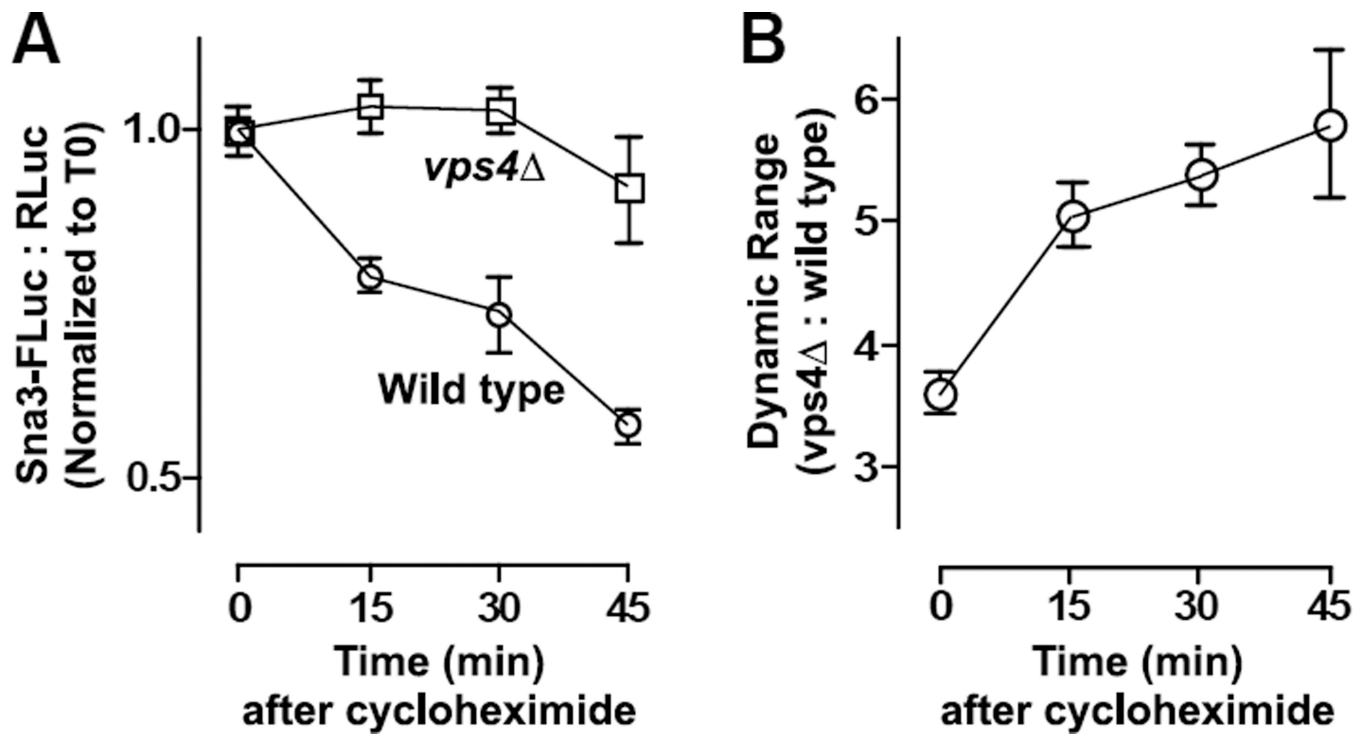 A
Sna3-FLuc : RLuc
(Normalized to T0)
1.0
0.5
vps4Δ
Wild type
0
15
30
45
Time (min)
after cycloheximide
B
Dynamic Range
(vps4Δ : wild type)
6
5
4
3
0
15
30
45
Time (min)
after cycloheximide